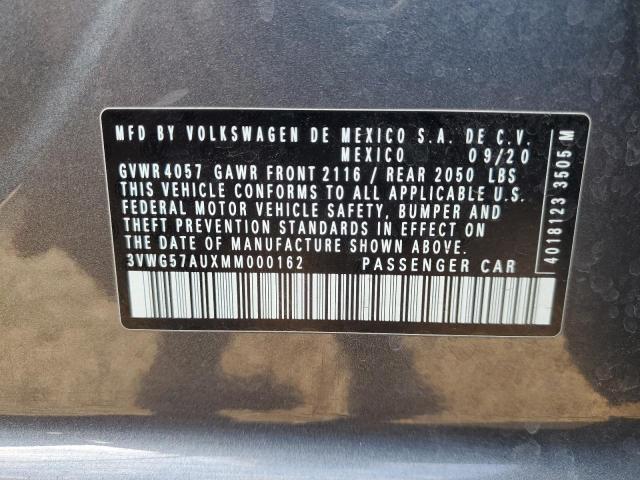 MFD BY VOLKSWAGEN DE MEXICO S.A. DE C.V.
MEXICO 09/20
GVWR 4057 GAWR FRONT 2116 / REAR 2050 LBS
THIS VEHICLE CONFORMS TO ALL APPLICABLE U.S.
FEDERAL MOTOR VEHICLE SAFETY, BUMPER AND
THEFT PREVENTION STANDARDS IN EFFECT ON
THE DATE OF MANUFACTURE SHOWN ABOVE.
3VWG57AUXMM000162 PASSENGER CAR
4018123 3505 M